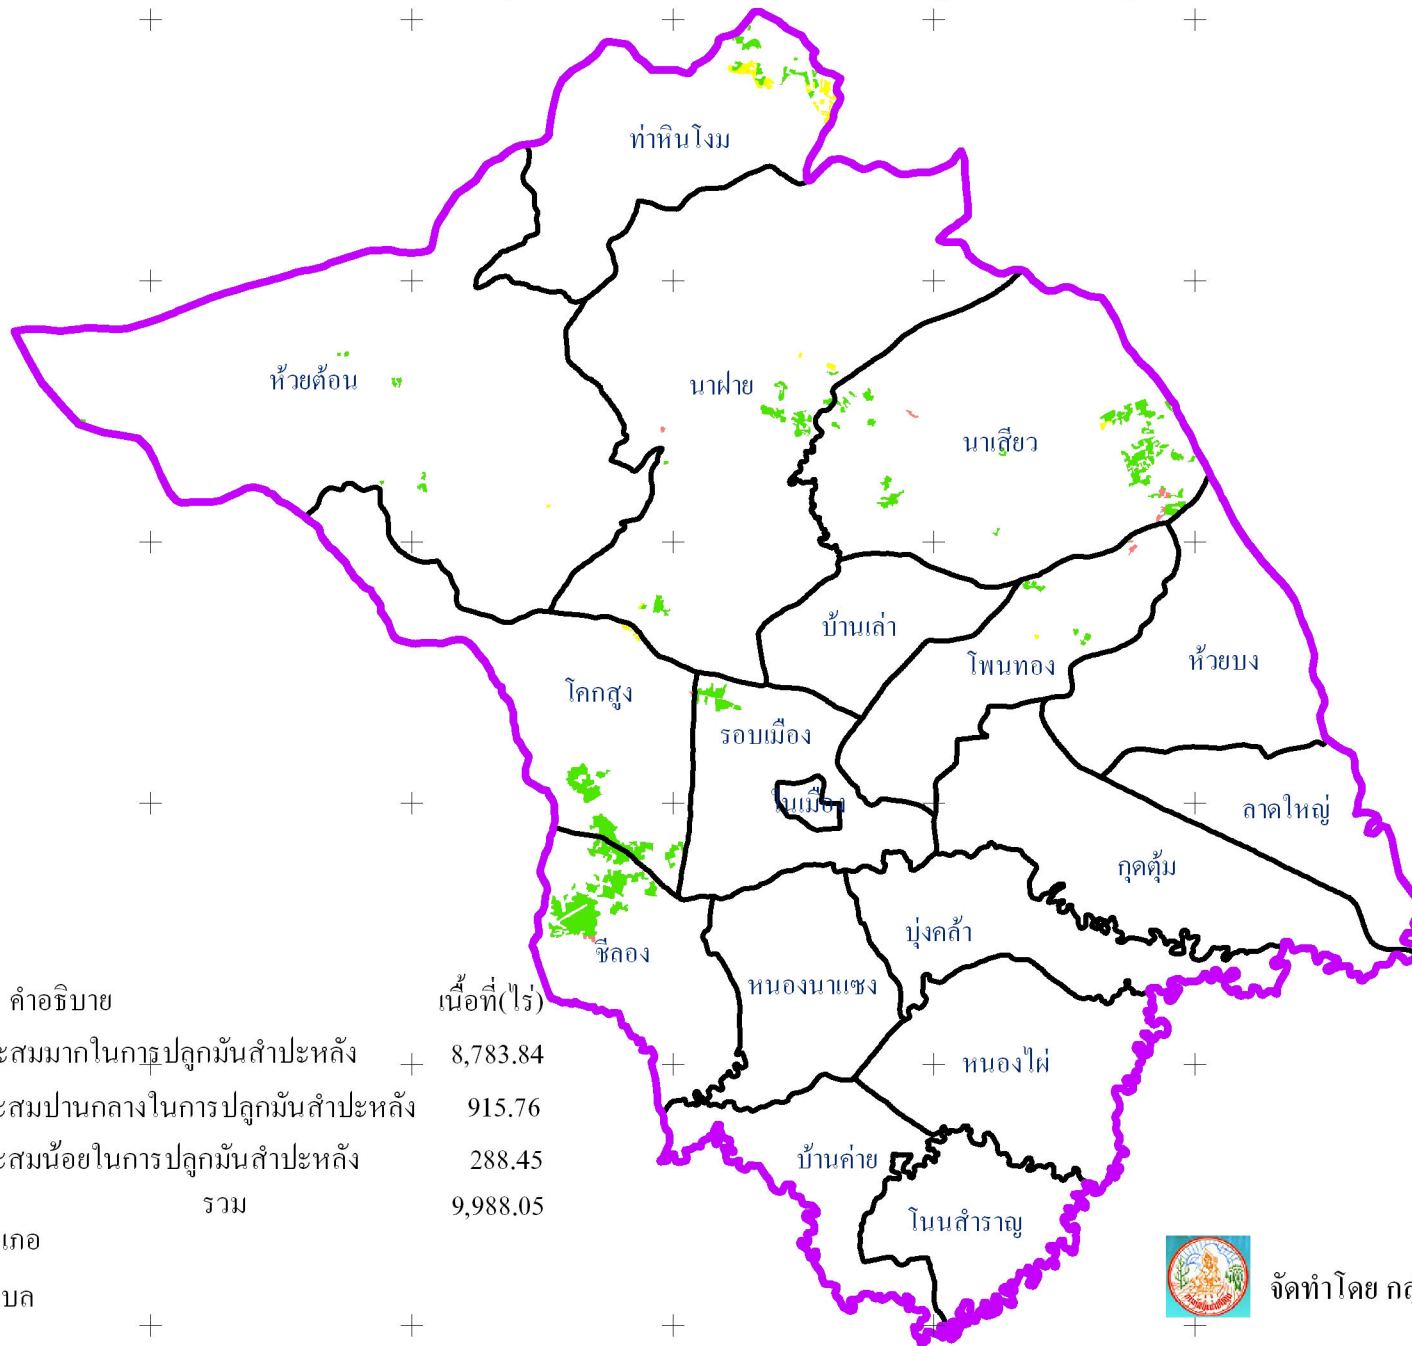 ท่าหินโงม
ห้วยต้อน
นาฝาย
นาเสียว
บ้านเล่า
โพนทอง
ห้วยบง
โคกสูง
รอบเมือง
ในเมือง
ลาดใหญ่
กุดตุ้ม
บุ่งคล้า
ชีลอง
หนองนาแซง
หนองไผ่
บ้านค่าย
โนนสำราญ
คำอธิบาย เนื้อที่(ไร่)
ะสมมากในการปลูกมันสำปะหลัง 8,783.84
ะสมปานกลางในการปลูกมันสำปะหลัง 915.76
ะสมน้อยในการปลูกมันสำปะหลัง 288.45
รวม 9,988.05
เภอ
บล
จัดทำโดย กลุ